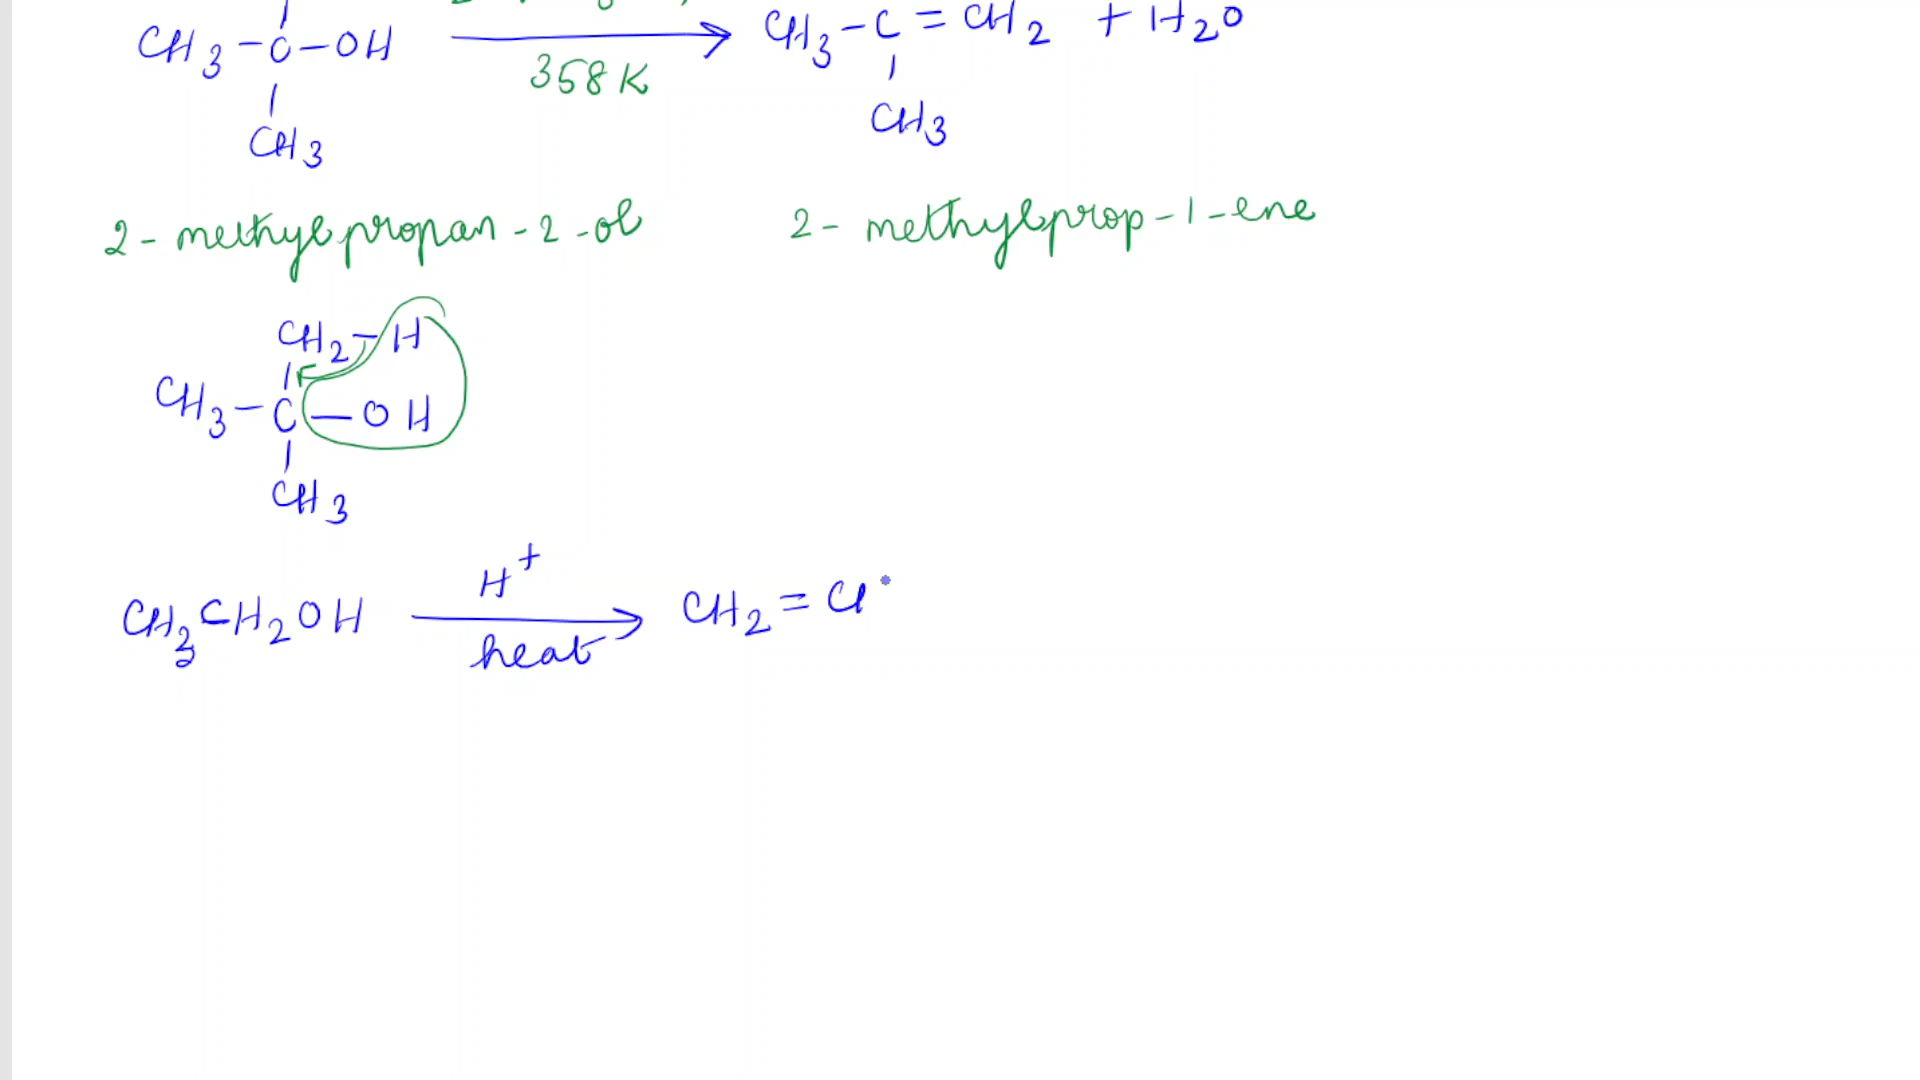 CH3-C-OH 358K CH3-C=CH2 + H2O
CH3 CH3
2-methylpropan-2-ol 2-methylprop-1-ene
CH2-H
CH3-C-OH
CH3
CH3CH2OH H+ heat CH2=